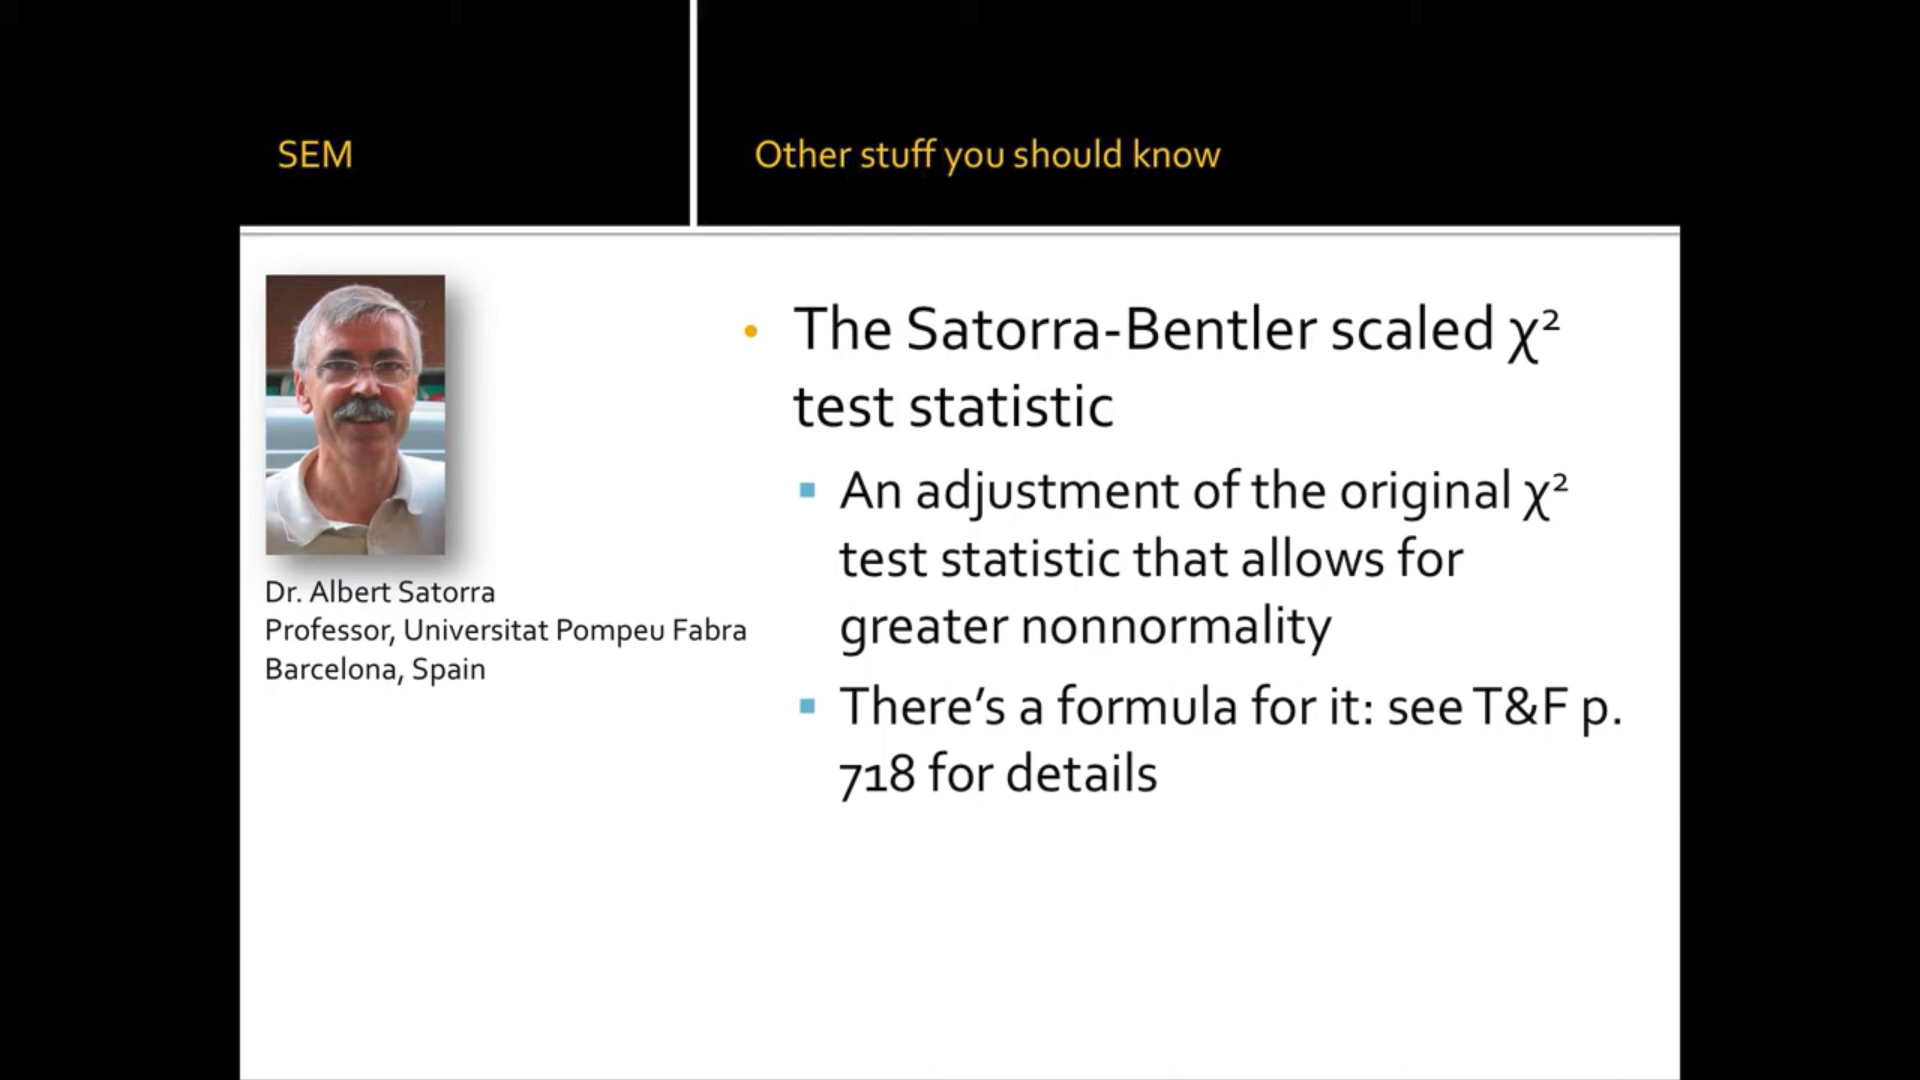 SEM
Other stuff you should know
Dr. Albert Satorra
Professor, Universitat Pompeu Fabra
Barcelona, Spain
• The Satorra-Bentler scaled χ²
test statistic
▪ An adjustment of the original χ²
test statistic that allows for
greater nonnormality
▪ There’s a formula for it: see T&F p.
718 for details